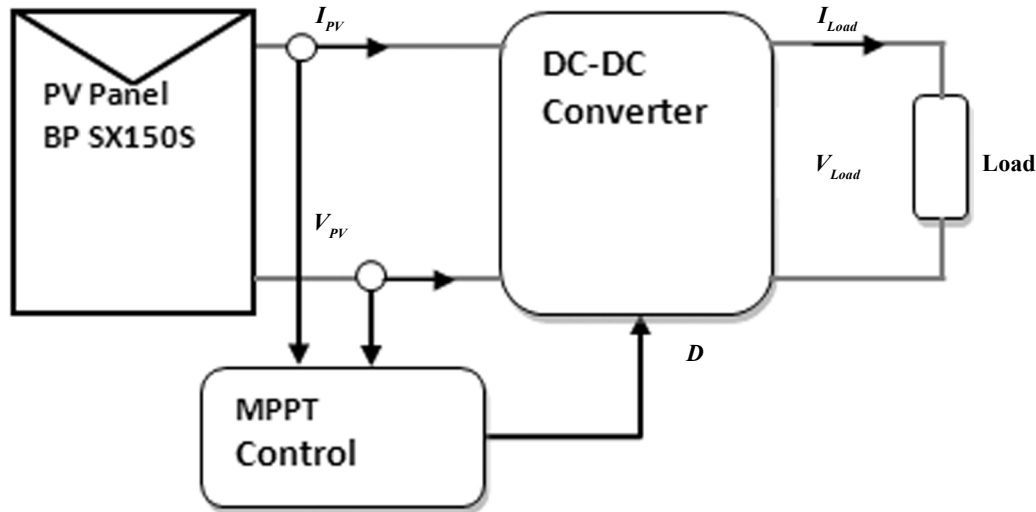 I_PV
I_Load
PV Panel
BP SX150S
DC-DC
Converter
V_Load
Load
V_PV
D
MPPT
Control